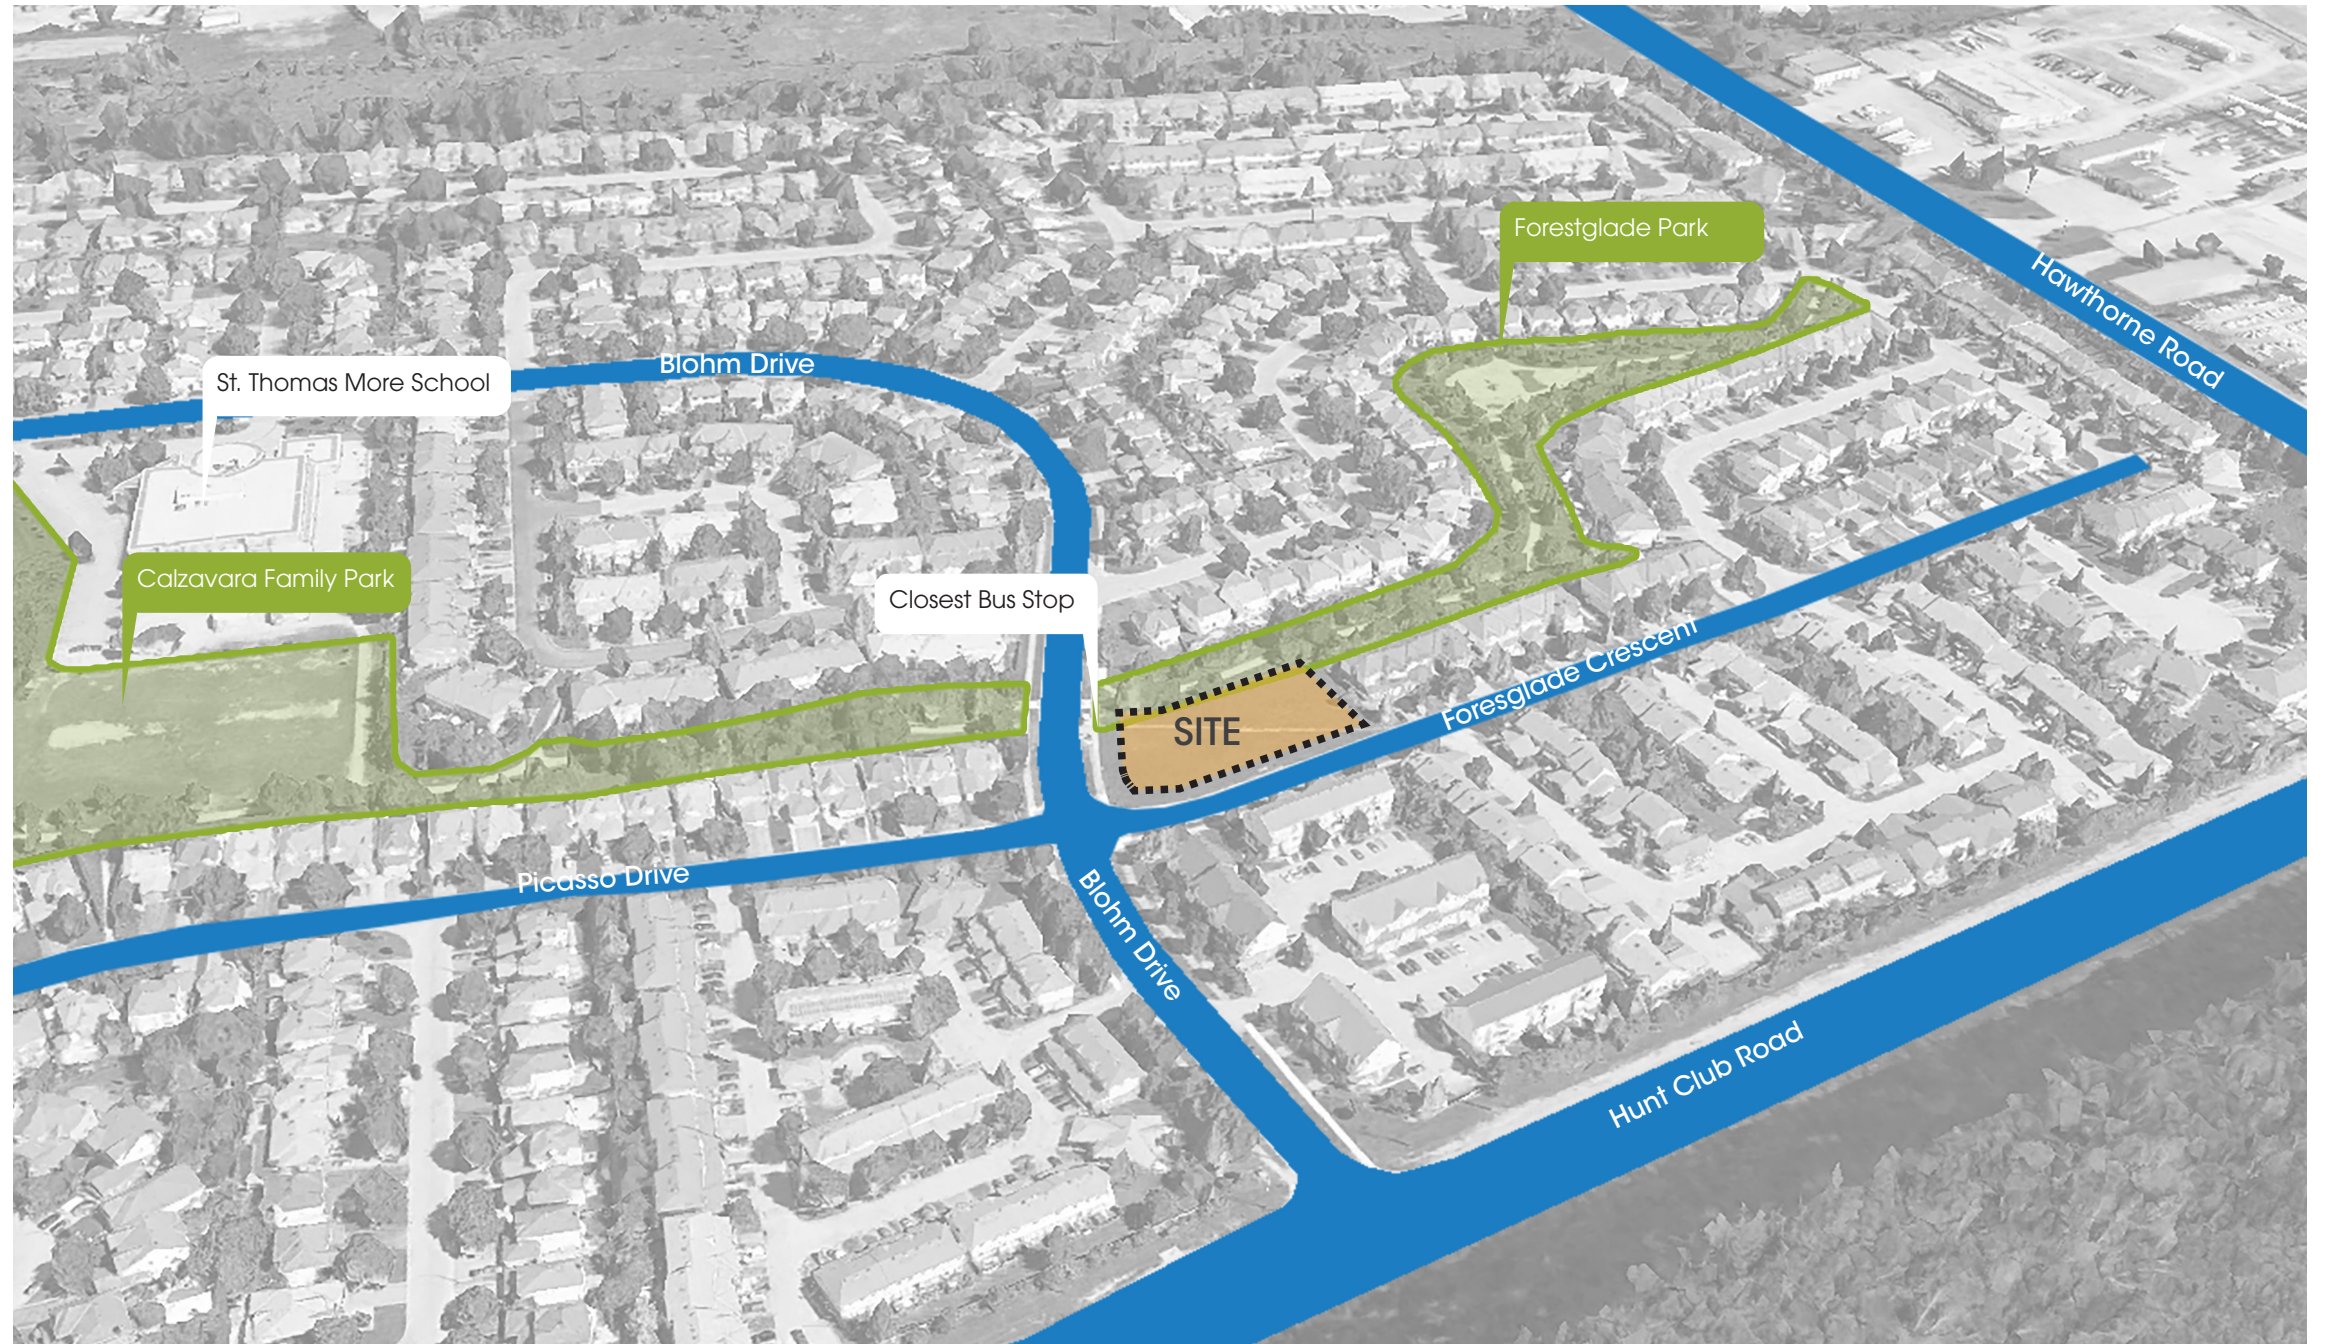 Forestglade Park
Hawthorne Road
Blohm Drive
St. Thomas More School
Calzavara Family Park
Closest Bus Stop
Foresglade Crescent
SITE
Picasso Drive
Blohm Drive
Hunt Club Road